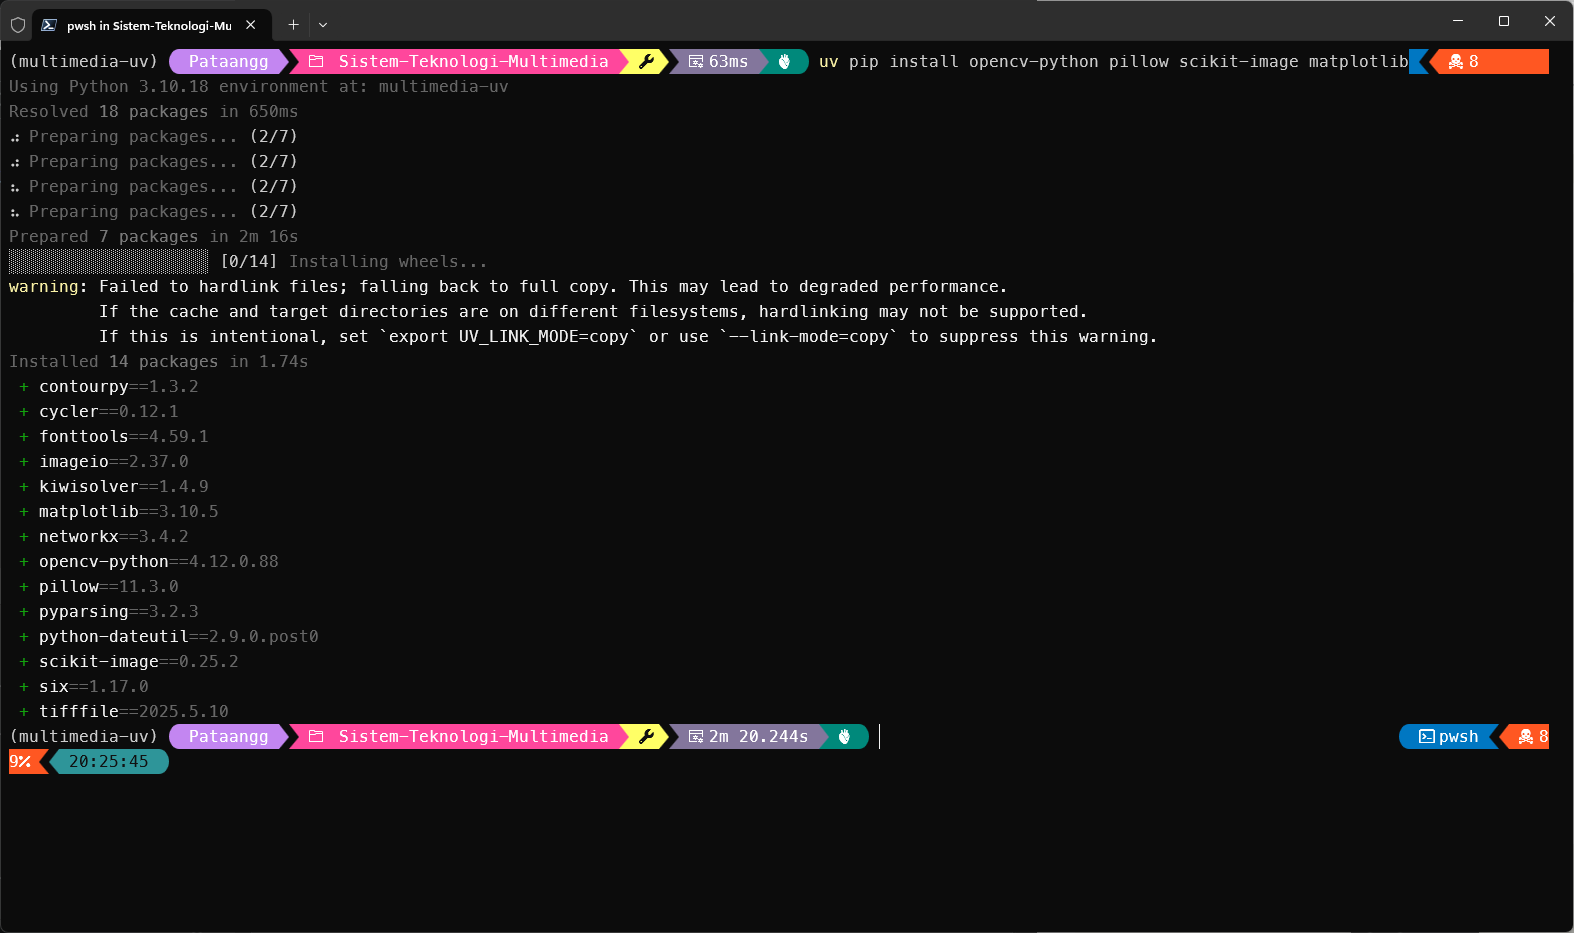 pwsh in Sistem-Teknologi-Mu
(multimedia-uv) Pataangg Sistem-Teknologi-Multimedia 63ms uv pip install opencv-python pillow scikit-image matplotlib 8
Using Python 3.10.18 environment at: multimedia-uv
Resolved 18 packages in 650ms
Preparing packages... (2/7)
Preparing packages... (2/7)
Preparing packages... (2/7)
Preparing packages... (2/7)
Prepared 7 packages in 2m 16s
[0/14] Installing wheels...
warning: Failed to hardlink files; falling back to full copy. This may lead to degraded performance.
If the cache and target directories are on different filesystems, hardlinking may not be supported.
If this is intentional, set `export UV_LINK_MODE=copy` or use `--link-mode=copy` to suppress this warning.
Installed 14 packages in 1.74s
+ contourpy==1.3.2
+ cycler==0.12.1
+ fonttools==4.59.1
+ imageio==2.37.0
+ kiwisolver==1.4.9
+ matplotlib==3.10.5
+ networkx==3.4.2
+ opencv-python==4.12.0.88
+ pillow==11.3.0
+ pyparsing==3.2.3
+ python-dateutil==2.9.0.post0
+ scikit-image==0.25.2
+ six==1.17.0
+ tifffile==2025.5.10
(multimedia-uv) Pataangg Sistem-Teknologi-Multimedia 2m 20.244s pwsh 8
9% 20:25:45